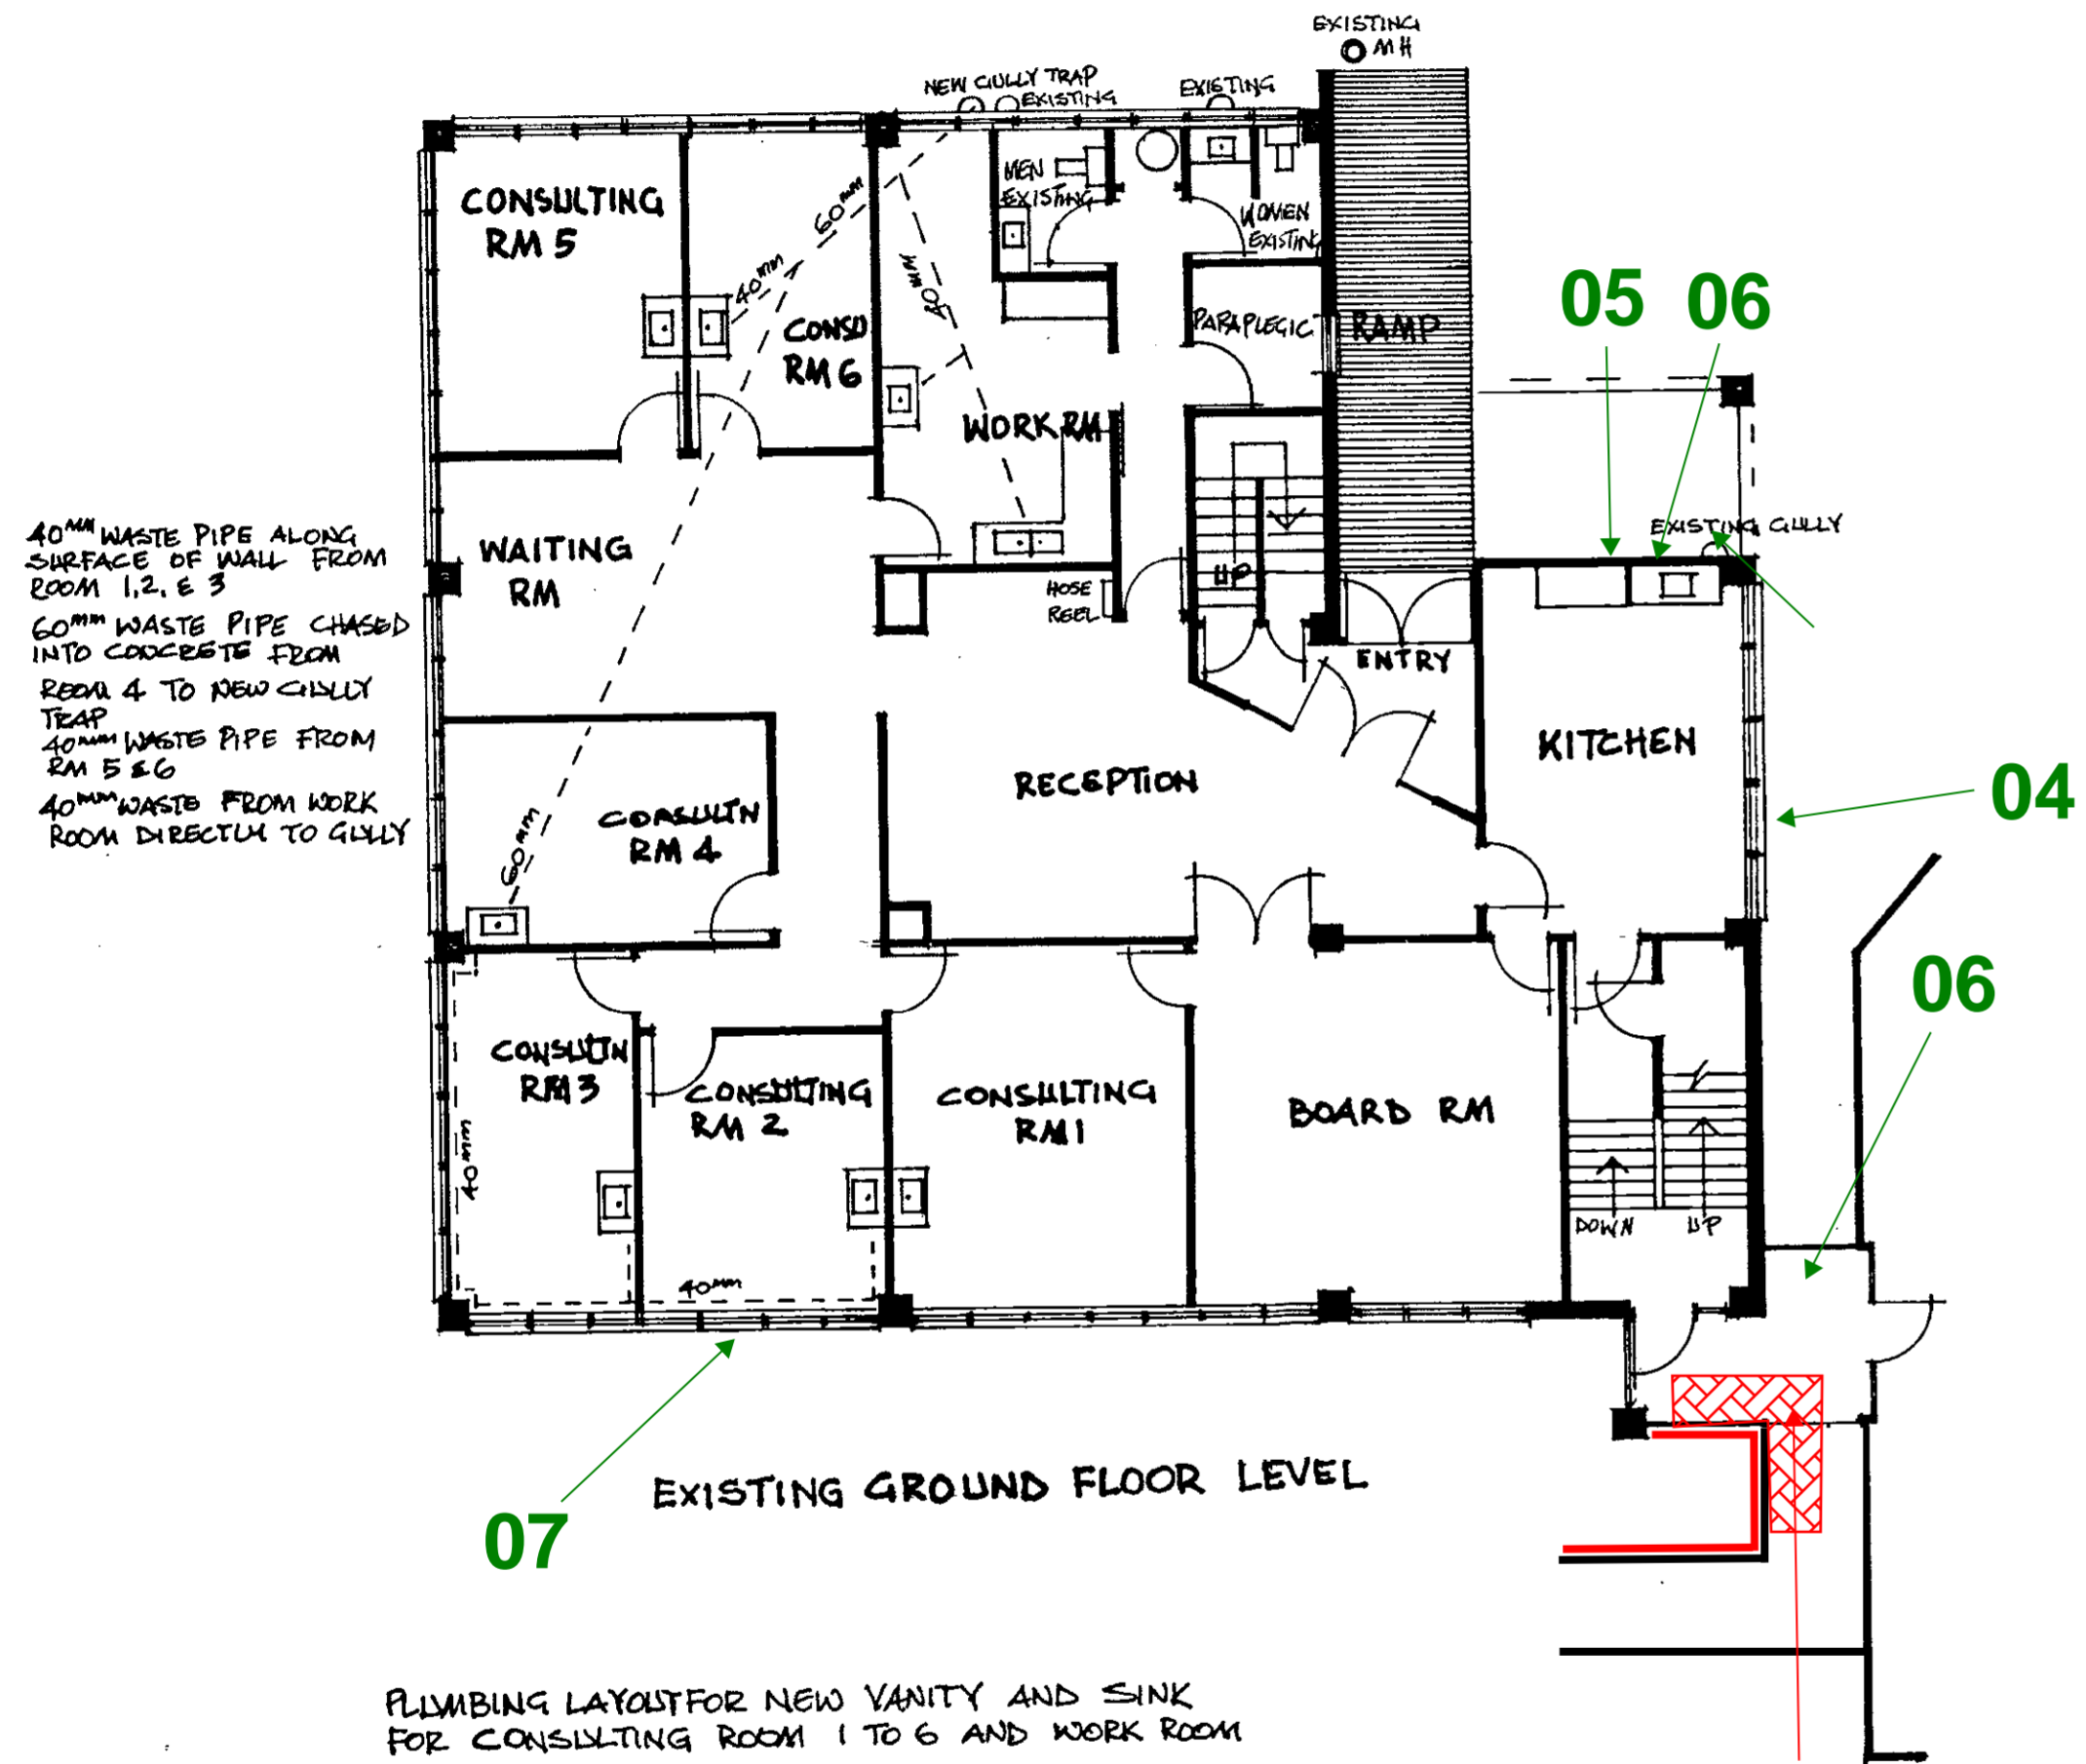 EXISTING
MH
NEW GULLY TRAP
EXISTING
EXISTING
CONSULTING
RM 5
60MM
40MM
CONSU
RM 6
40MM
MEN
EXISTING
WOMEN
EXISTING
PARAPLEGIC
RAMP
05
06
WORK RM
EXISTING GULLY
40MM WASTE PIPE ALONG
SURFACE OF WALL FROM
ROOM 1,2, & 3
60MM WASTE PIPE CHASED
INTO CONCRETE FROM
ROOM 4 TO NEW GULLY
TRAP
40MM WASTE PIPE FROM
RM 5 & 6
40MM WASTE FROM WORK
ROOM DIRECTLY TO GULLY
WAITING
RM
HOSE
REEL
UP
ENTRY
KITCHEN
RECEPTION
04
CONSULTN
RM 4
60MM
06
CONSULTN
RM 3
CONSULTING
RM 2
CONSULTING
RM 1
BOARD RM
40MM
DOWN
UP
40MM
07
EXISTING GROUND FLOOR LEVEL
PLUMBING LAYOUT FOR NEW VANITY AND SINK
FOR CONSULTING ROOM 1 TO 6 AND WORK ROOM